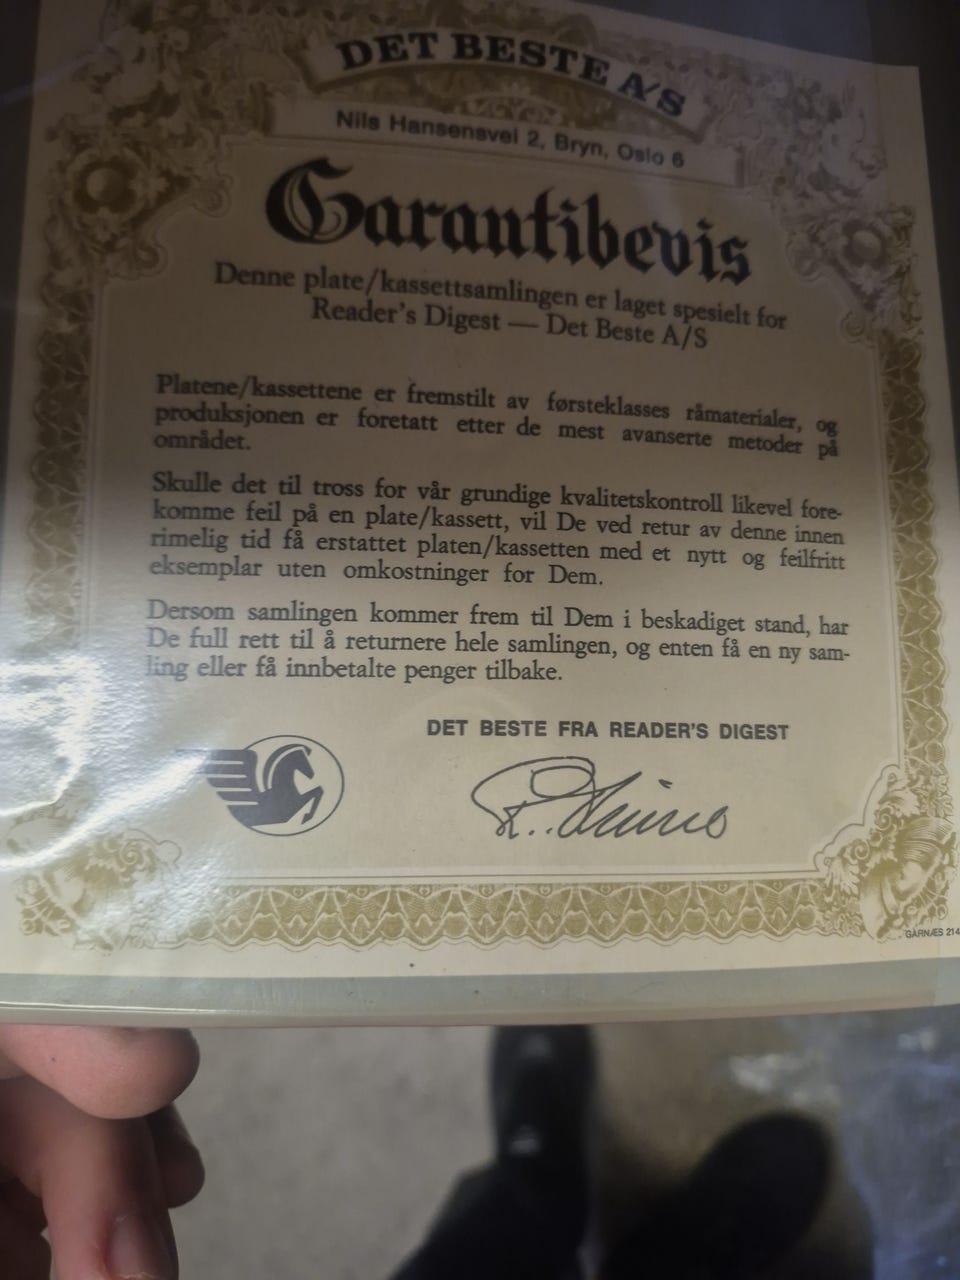 DET BESTE A/S
Nils Hansensvei 2, Bryn, Oslo 6
Garantibevis
Denne plate/kassettsamlingen er laget spesielt for
Reader's Digest — Det Beste A/S
Platene/kassettene er fremstilt av førsteklasses råmaterialer, og
produksjonen er foretatt etter de mest avanserte metoder på
området.
Skulle det til tross for vår grundige kvalitetskontroll likevel fore-
komme feil på en plate/kassett, vil De ved retur av denne innen
rimelig tid få erstattet platen/kassetten med et nytt og feilfritt
eksemplar uten omkostninger for Dem.
Dersom samlingen kommer frem til Dem i beskadiget stand, har
De full rett til å returnere hele samlingen, og enten få en ny sam-
ling eller få innbetalte penger tilbake.
DET BESTE FRA READER'S DIGEST
GARNÆS 214